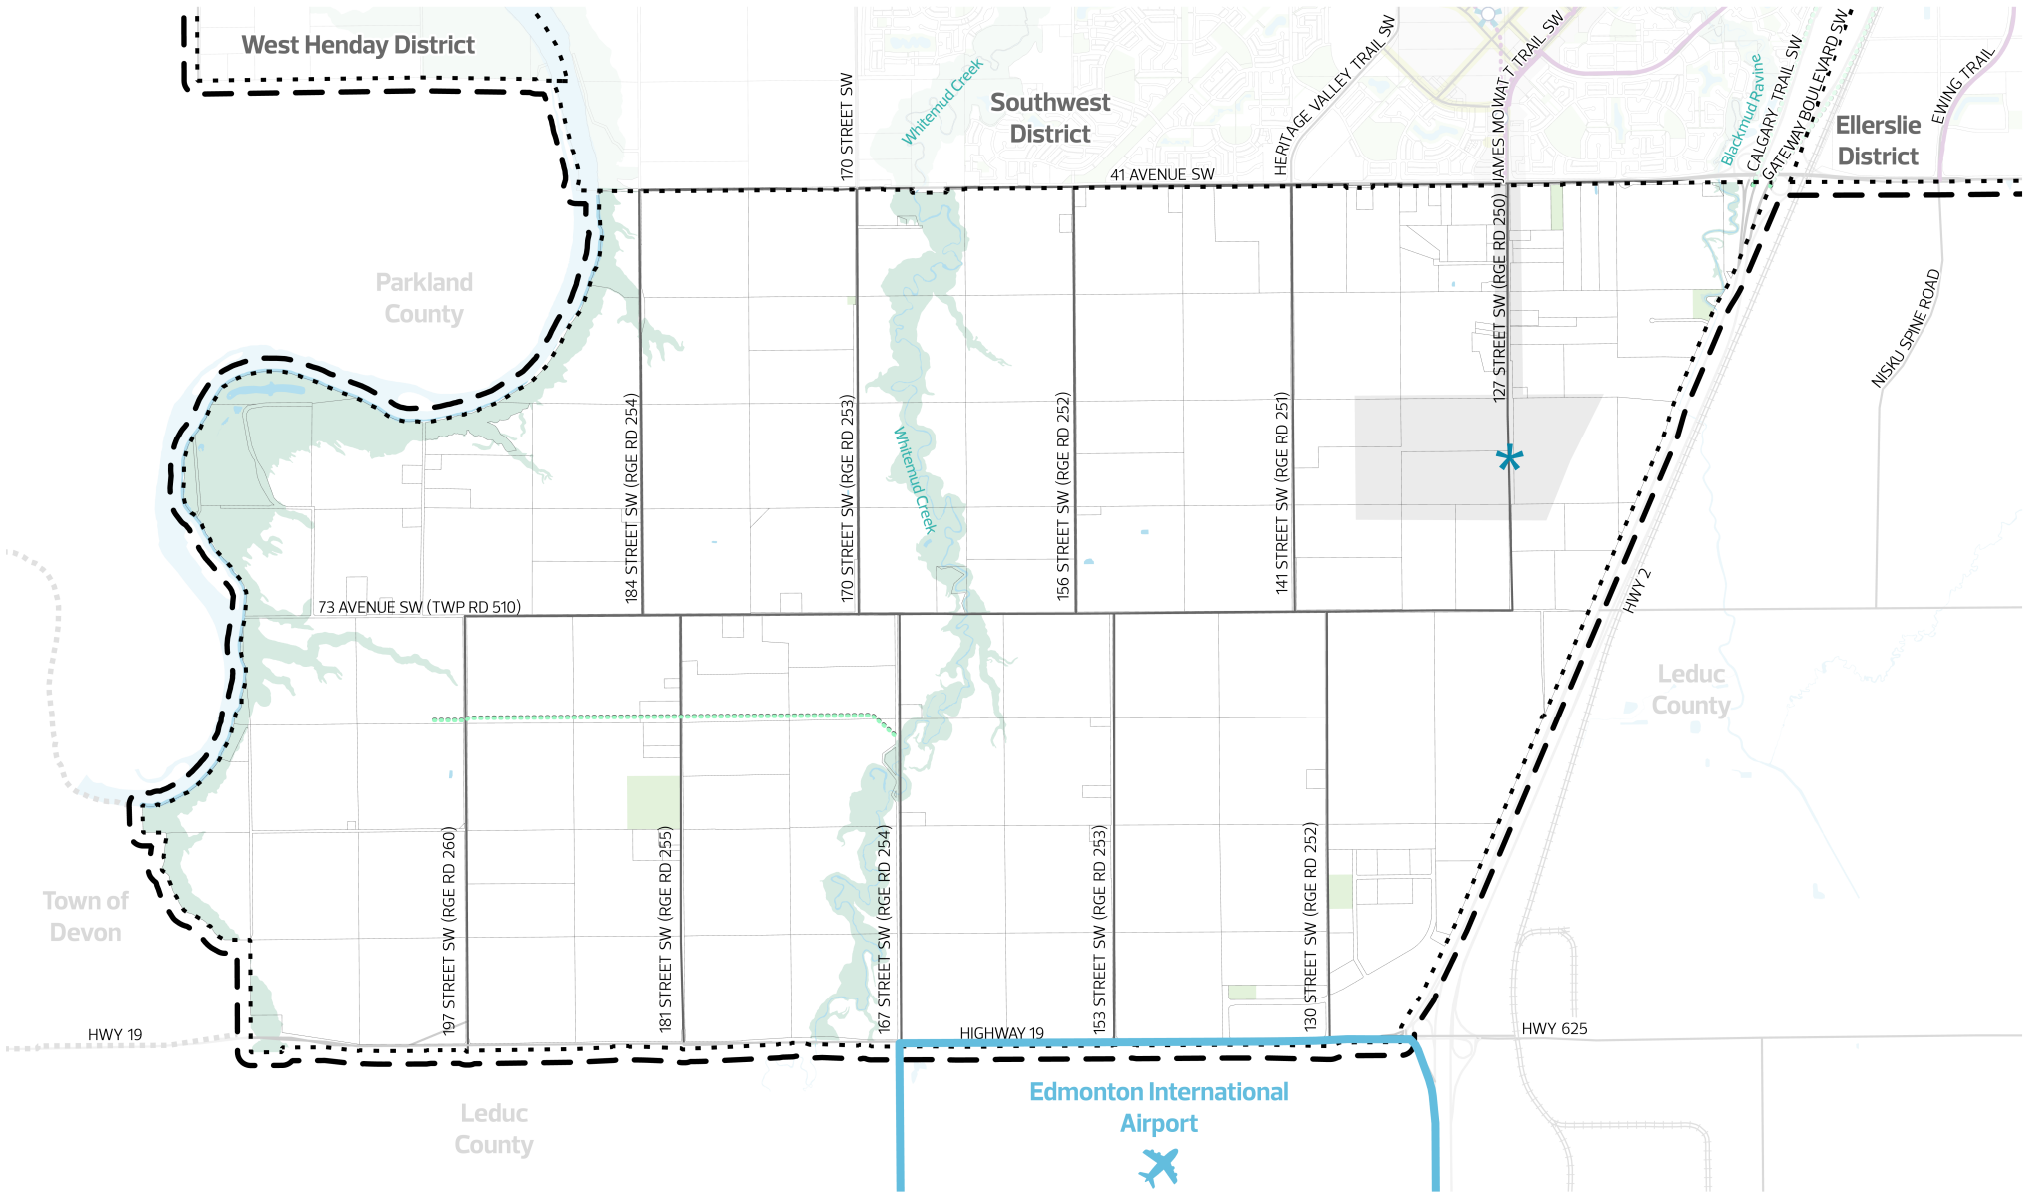 West Henday District
Whitemud Creek
Southwest
District
170 STREET SW
HERITAGE VALLEY TRAIL SW
JAMES MOWAT T TRAIL SW
Blackmud Ravine
CALGARY TRAIL SW
GATEWAY BOULEVARD SW
EWING TRAIL
Ellerslie
District
41 AVENUE SW
Parkland
County
127 STREET SW (RGE RD 250)
NISKU SPINE ROAD
184 STREET SW (RGE RD 254)
170 STREET SW (RGE RD 253)
Whitemud Creek
156 STREET SW (RGE RD 252)
141 STREET SW (RGE RD 251)
*
73 AVENUE SW (TWP RD 510)
HWY 2
Leduc
County
Town of
Devon
197 STREET SW (RGE RD 260)
181 STREET SW (RGE RD 255)
167 STREET SW (RGE RD 254)
153 STREET SW (RGE RD 253)
130 STREET SW (RGE RD 252)
HWY 19
HIGHWAY 19
HWY 625
Edmonton International
Airport
Leduc
County